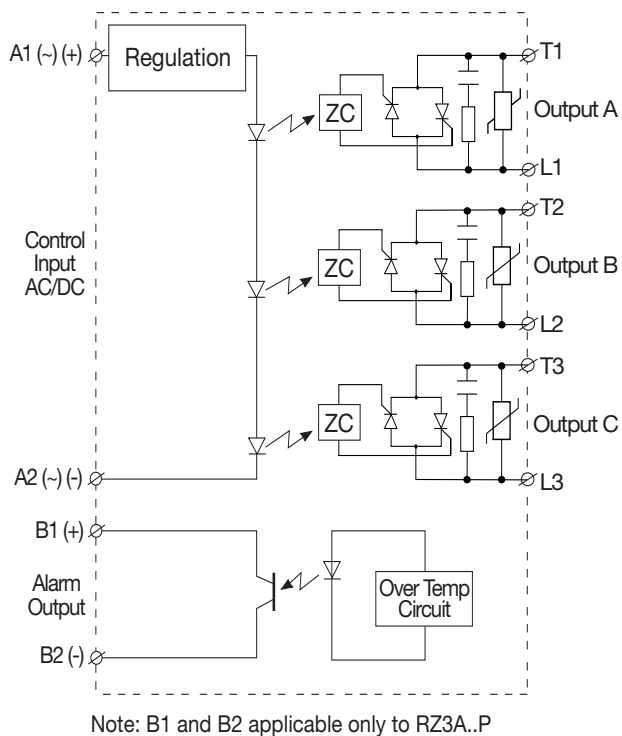 A1 (~) (+)
Regulation
T1
ZC
Output A
L1
T2
Control
Input
AC/DC
ZC
Output B
L2
T3
ZC
Output C
A2 (~) (-)
L3
B1 (+)
Alarm
Output
Over Temp
Circuit
B2 (-)
Note: B1 and B2 applicable only to RZ3A..P